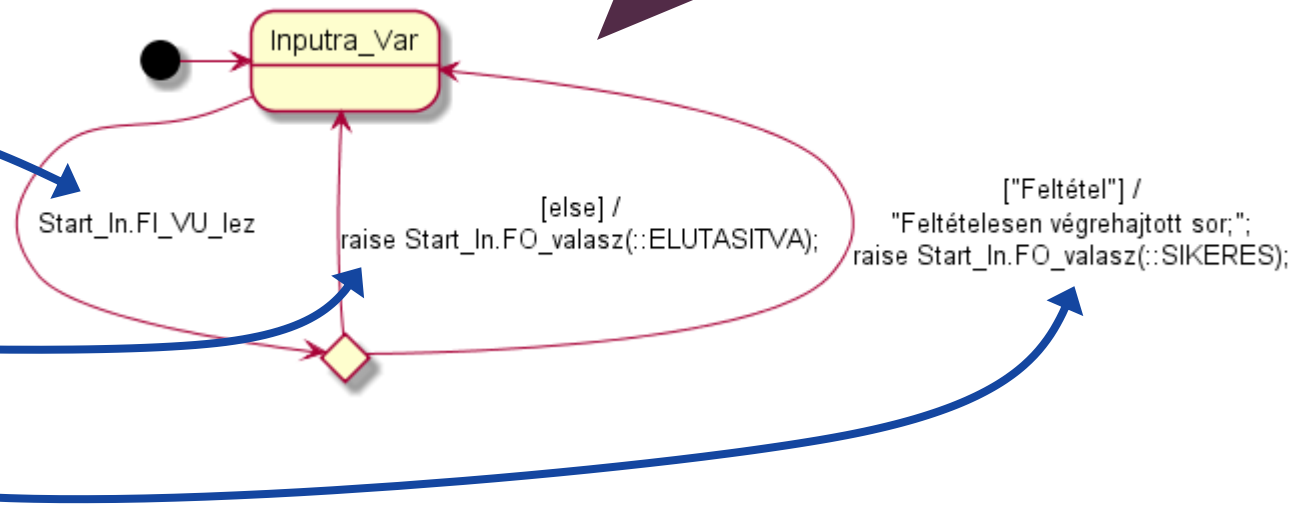 Inputra_Var
Start_In.FI_VU_lez
[else] /
raise Start_In.FO_valasz(::ELUTASITVA);
["Feltétel"] /
"Feltételesen végrehajtott sor;";
raise Start_In.FO_valasz(::SIKERES);